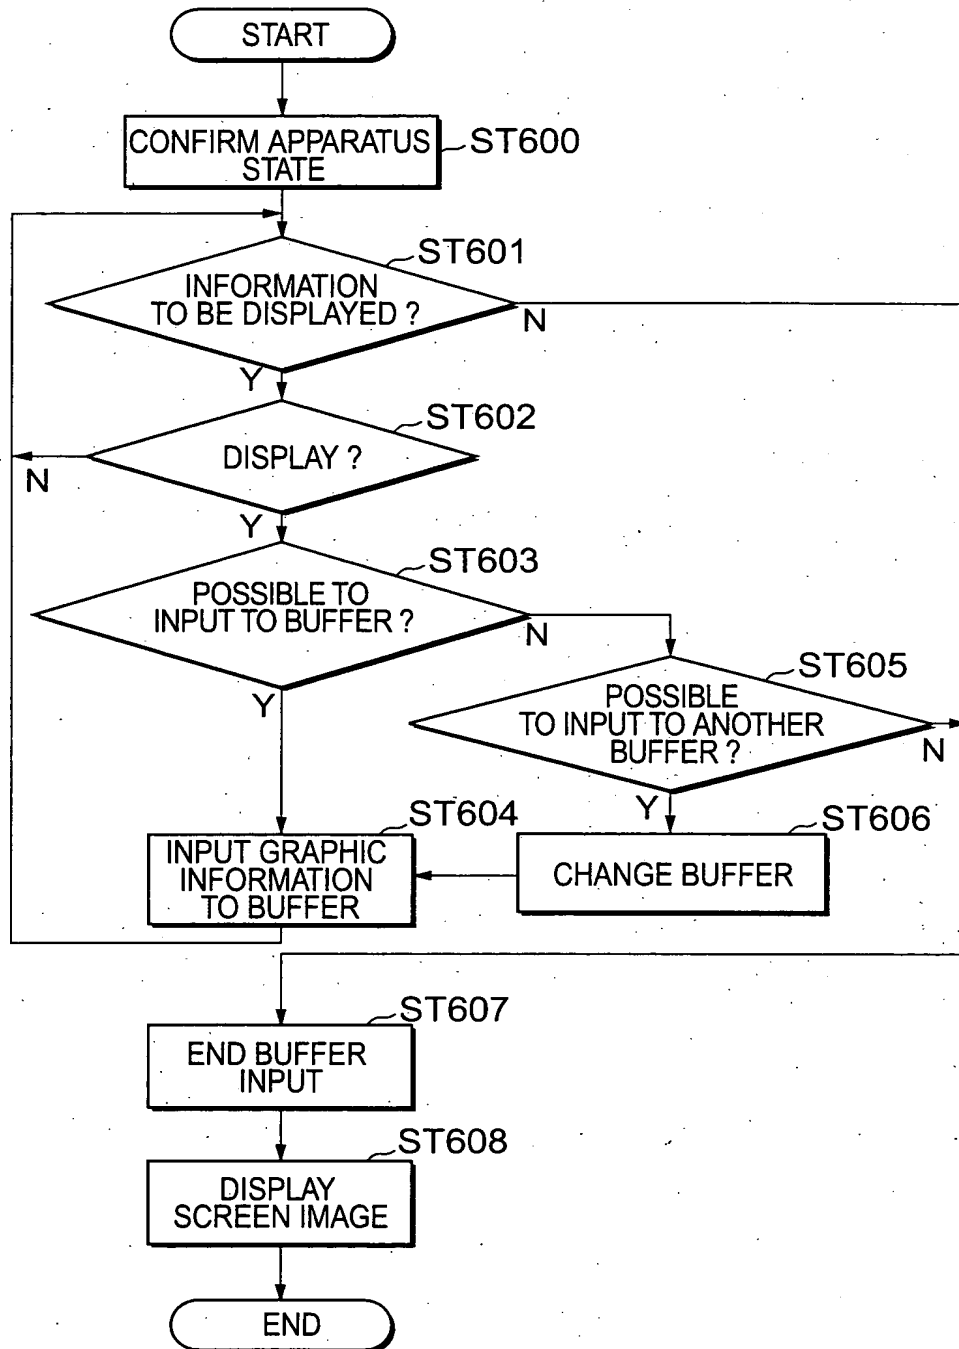 START
CONFIRM APPARATUS
STATE
ST600
ST601
INFORMATION
TO BE DISPLAYED ?
N
Y
ST602
DISPLAY ?
N
Y
ST603
POSSIBLE TO
INPUT TO BUFFER ?
N
Y
ST605
POSSIBLE
TO INPUT TO ANOTHER
BUFFER ?
N
Y
ST604
INPUT GRAPHIC
INFORMATION
TO BUFFER
ST606
CHANGE BUFFER
ST607
END BUFFER
INPUT
ST608
DISPLAY
SCREEN IMAGE
END